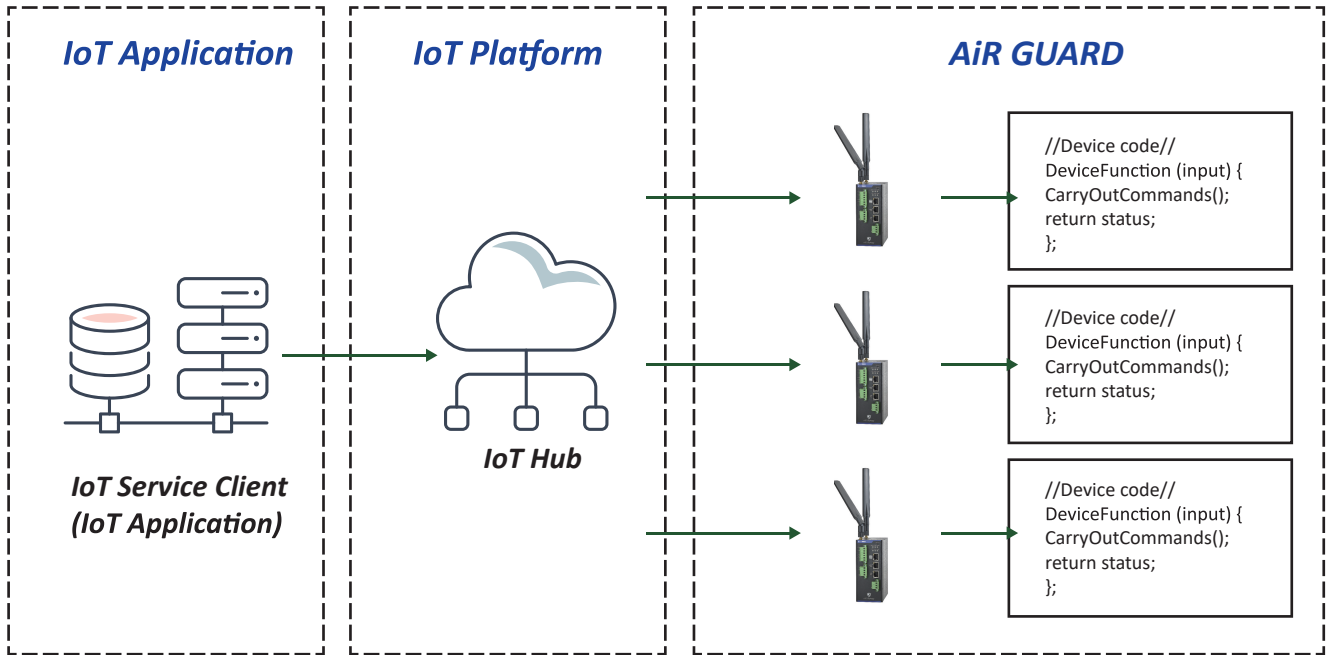 IoT Application
IoT Platform
AiR GUARD
IoT Service Client
(IoT Application)
IoT Hub
//Device code//
DeviceFunction (input) {
CarryOutCommands();
return status;
};
//Device code//
DeviceFunction (input) {
CarryOutCommands();
return status;
};
//Device code//
DeviceFunction (input) {
CarryOutCommands();
return status;
};